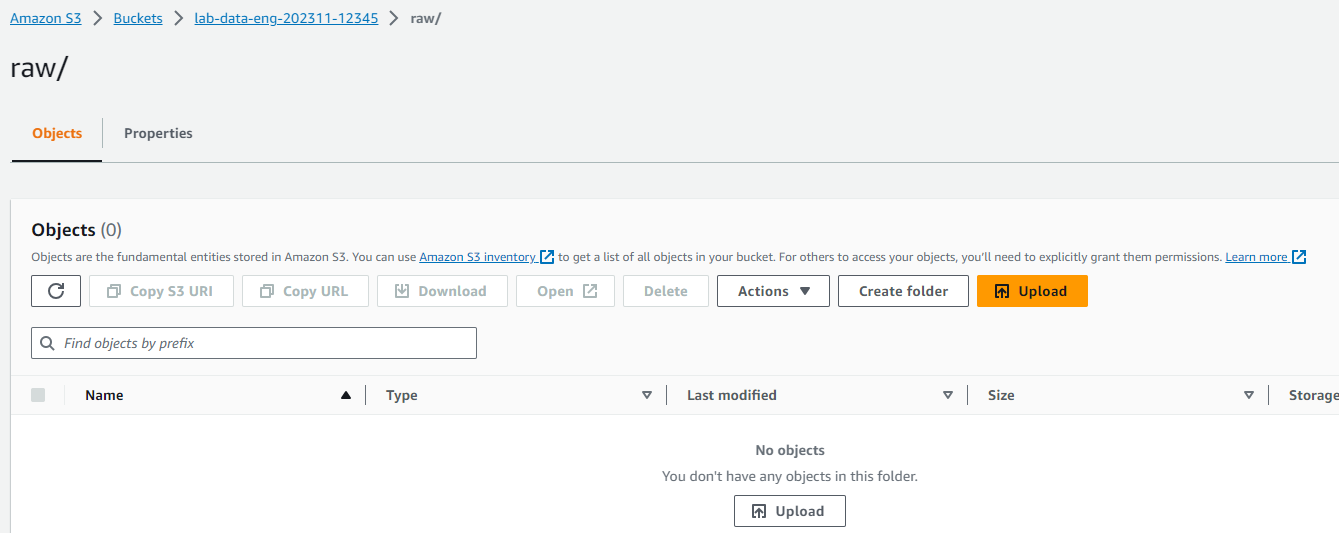 Amazon S3 > Buckets > lab-data-eng-202311-12345 > raw/
raw/
Objects Properties
Objects (0)
Objects are the fundamental entities stored in Amazon S3. You can use Amazon S3 inventory to get a list of all objects in your bucket. For others to access your objects, you'll need to explicitly grant them permissions. Learn more
Copy S3 URI Copy URL Download Open Delete Actions Create folder Upload
Find objects by prefix
Name Type Last modified Size Storage
No objects
You don't have any objects in this folder.
Upload